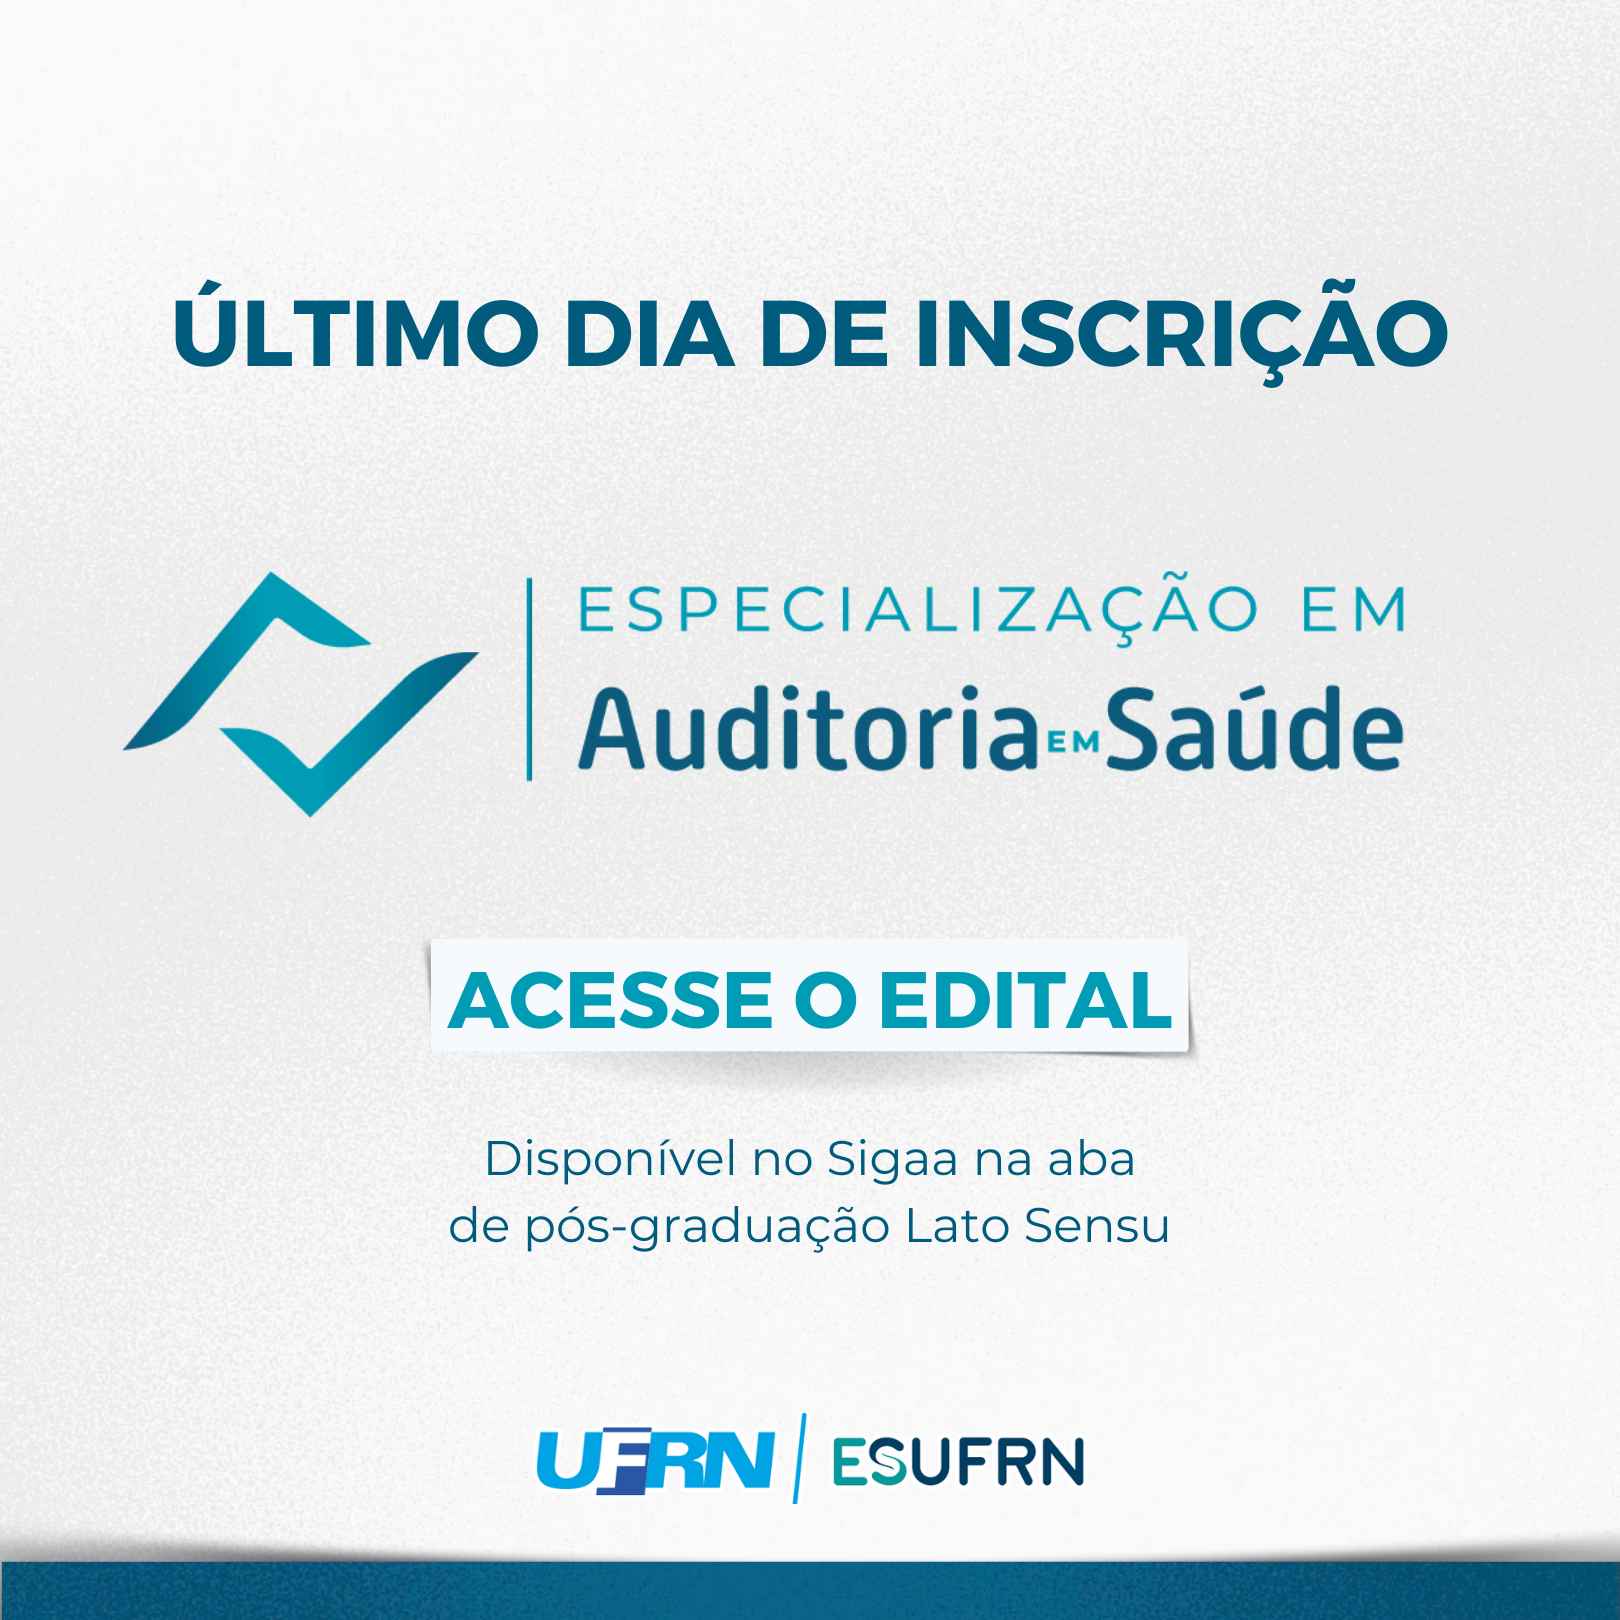 ÚLTIMO DIA DE INSCRIÇÃO
ESPECIALIZAÇÃO EM
Auditoria EM Saúde
ACESSE O EDITAL
Disponível no Sigaa na aba
de pós-graduação Lato Sensu
UFRN ESUFRN